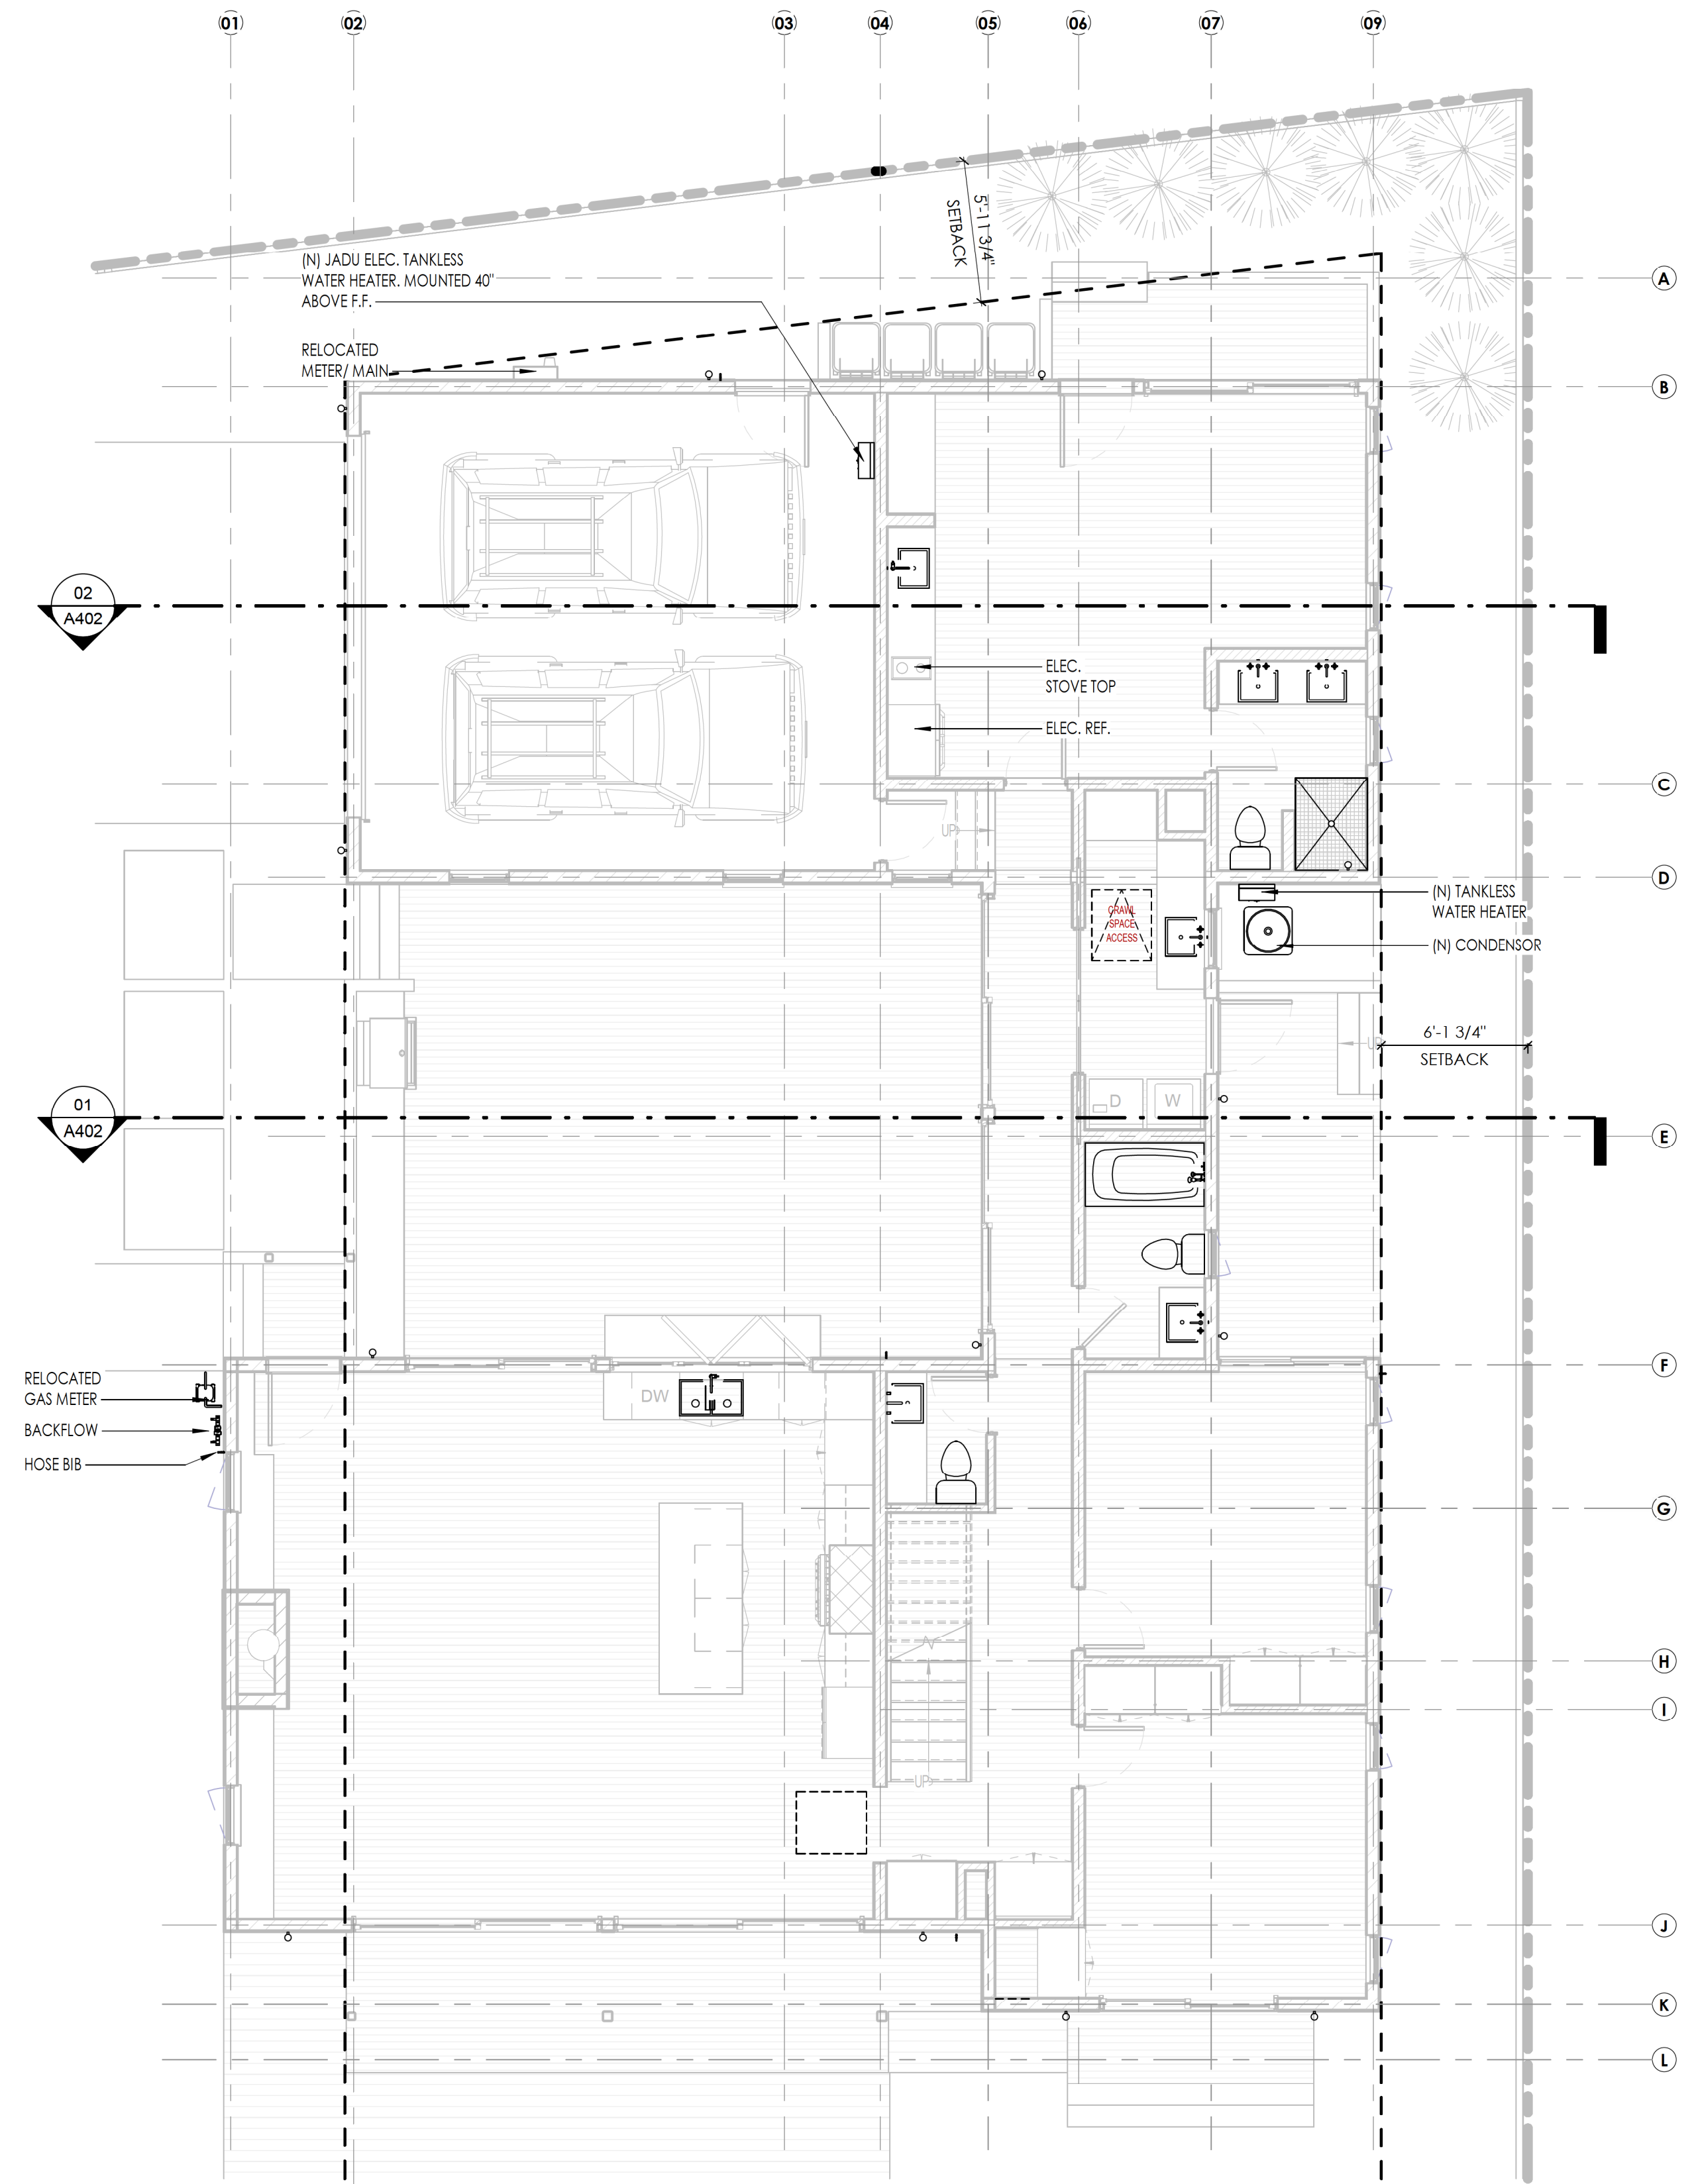 01
02
03
04
05
06
07
09
5'-11 3/4"
SETBACK
(N) JADU ELEC. TANKLESS
WATER HEATER. MOUNTED 40"
ABOVE F.F.
A
RELOCATED
METER/ MAIN
B
02
A402
ELEC.
STOVE TOP
ELEC. REF.
C
UP
D
(N) TANKLESS
WATER HEATER
CRAWL
SPACE
ACCESS
(N) CONDENSOR
6'-1 3/4"
SETBACK
UP
01
A402
D
W
E
F
RELOCATED
GAS METER
DW
BACKFLOW
HOSE BIB
G
H
I
UP
J
K
L